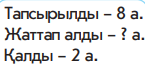 Тапсырылды – 8 а.
Жаттап алды – ? а.
Қалды – 2 а.